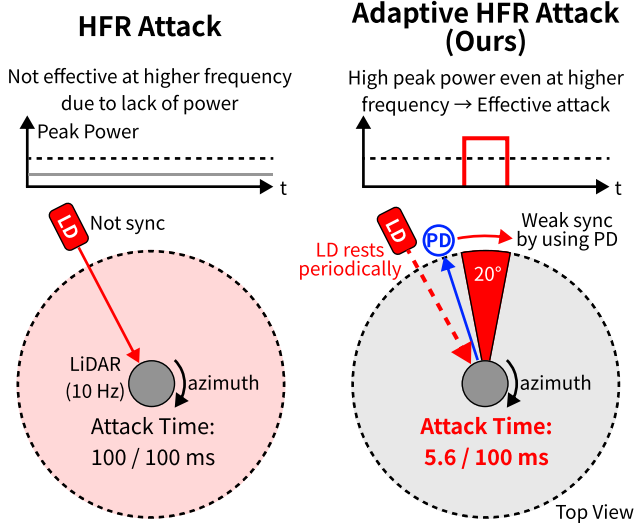 HFR Attack
Not effective at higher frequency
due to lack of power
Peak Power
t
LD
Not sync
LiDAR
(10 Hz)
azimuth
Attack Time:
100 / 100 ms
Adaptive HFR Attack
(Ours)
High peak power even at higher
frequency → Effective attack
t
LD
PD
Weak sync
by using PD
LD rests
periodically
20°
azimuth
Attack Time:
5.6 / 100 ms
Top View